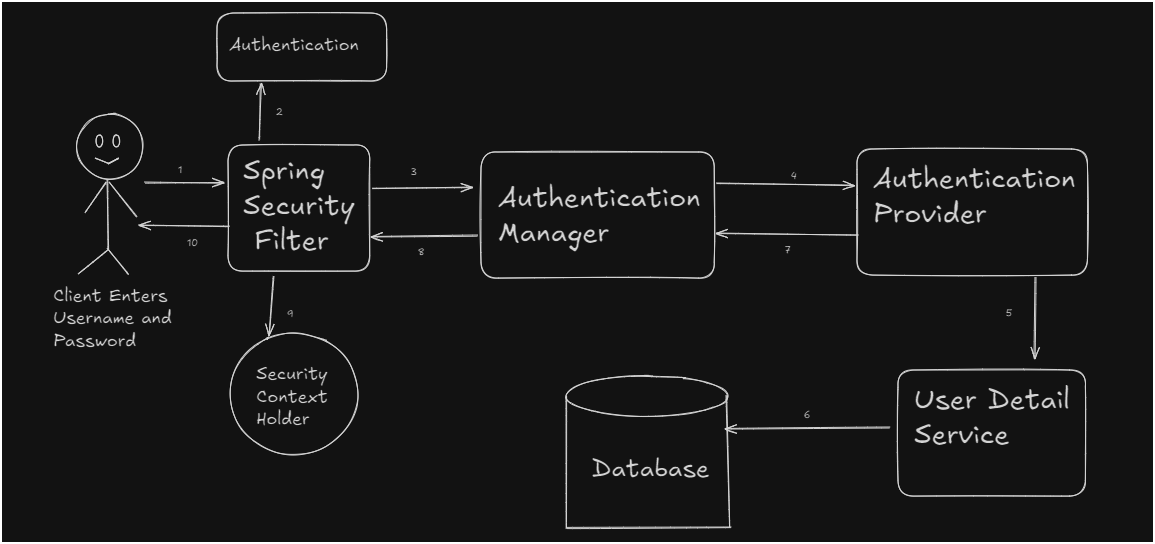 Authentication
2
1
Spring
Security
Filter
3
Authentication
Manager
4
Authentication
Provider
10
8
7
Client Enters
Username and
Password
9
5
Security
Context
Holder
User Detail
Service
6
Database